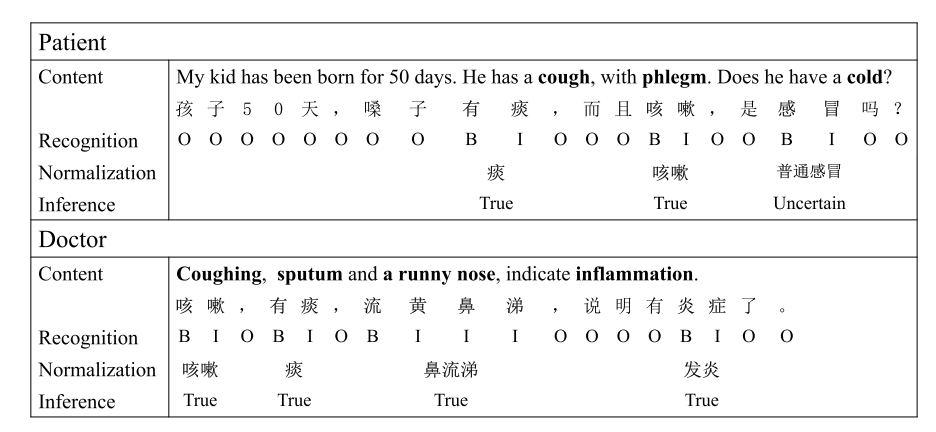 Patient
Content My kid has been born for 50 days. He has a cough, with phlegm. Does he have a cold?
孩 子 5 0 天 ， 嗓 子 有 痰 ， 而 且 咳 嗽 ， 是 感 冒 吗 ？
Recognition O O O O O O O O B I O O O B I O O B I O O
Normalization 痰 咳嗽 普通感冒
Inference True True Uncertain
Doctor
Content Coughing, sputum and a runny nose, indicate inflammation.
咳 嗽 ， 有 痰 ， 流 黄 鼻 涕 ， 说 明 有 炎 症 了 。
Recognition B I O B I O B I I I O O O O B I O O
Normalization 咳嗽 痰 鼻流涕 发炎
Inference True True True True